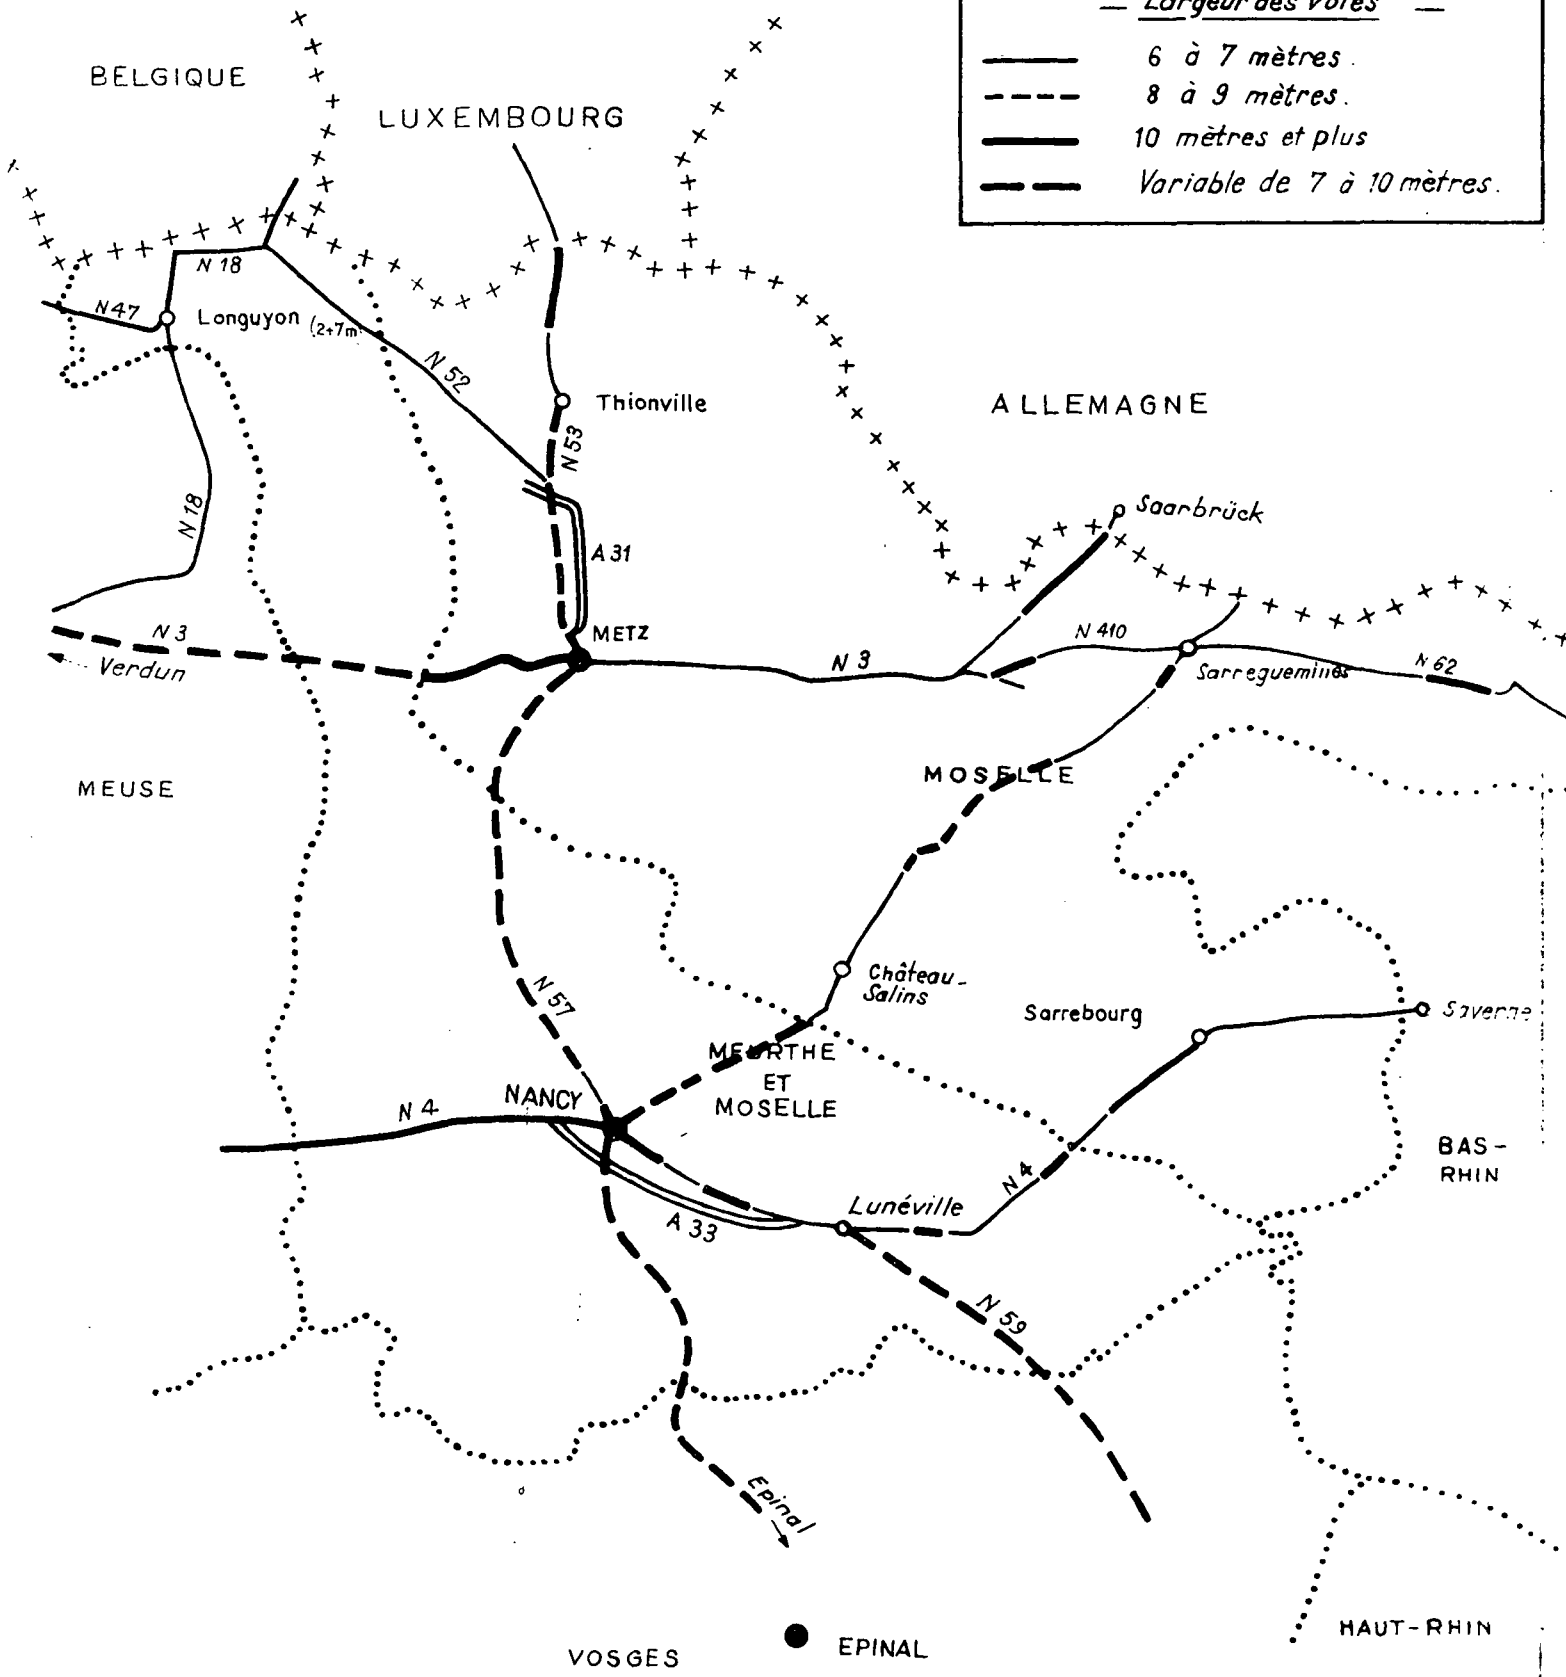 — Largeur des voies —
6 à 7 mètres.
8 à 9 mètres.
10 mètres et plus
Variable de 7 à 10 mètres.
BELGIQUE
LUXEMBOURG
N 18
N47
Longuyon (2+7m
N 52
Thionville
ALLEMAGNE
N 53
N 18
Saarbrück
A 31
METZ
N 3
Verdun
N 3
N 410
Sarreguemines
N 62
MOSELLE
MEUSE
Château-
Salins
N 57
Sarrebourg
Saverne
MEURTHE
ET
MOSELLE
NANCY
N 4
BAS-
RHIN
N 4
Lunéville
A 33
N 59
Epinal
EPINAL
VOSGES
HAUT-RHIN